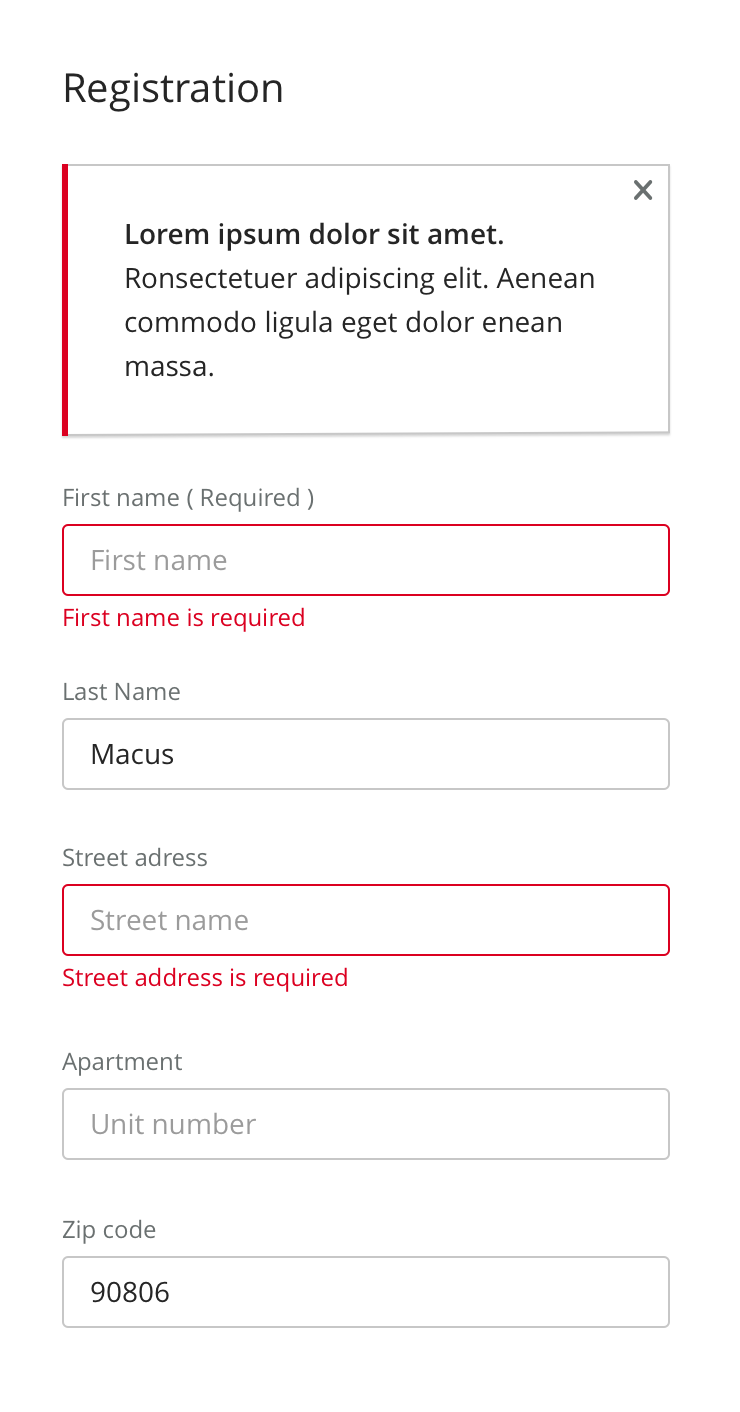 Registration
Lorem ipsum dolor sit amet.
Ronsectetuer adipiscing elit. Aenean
commodo ligula eget dolor enean
massa.
First name ( Required )
First name
First name is required
Last Name
Macus
Street adress
Street name
Street address is required
Apartment
Unit number
Zip code
90806